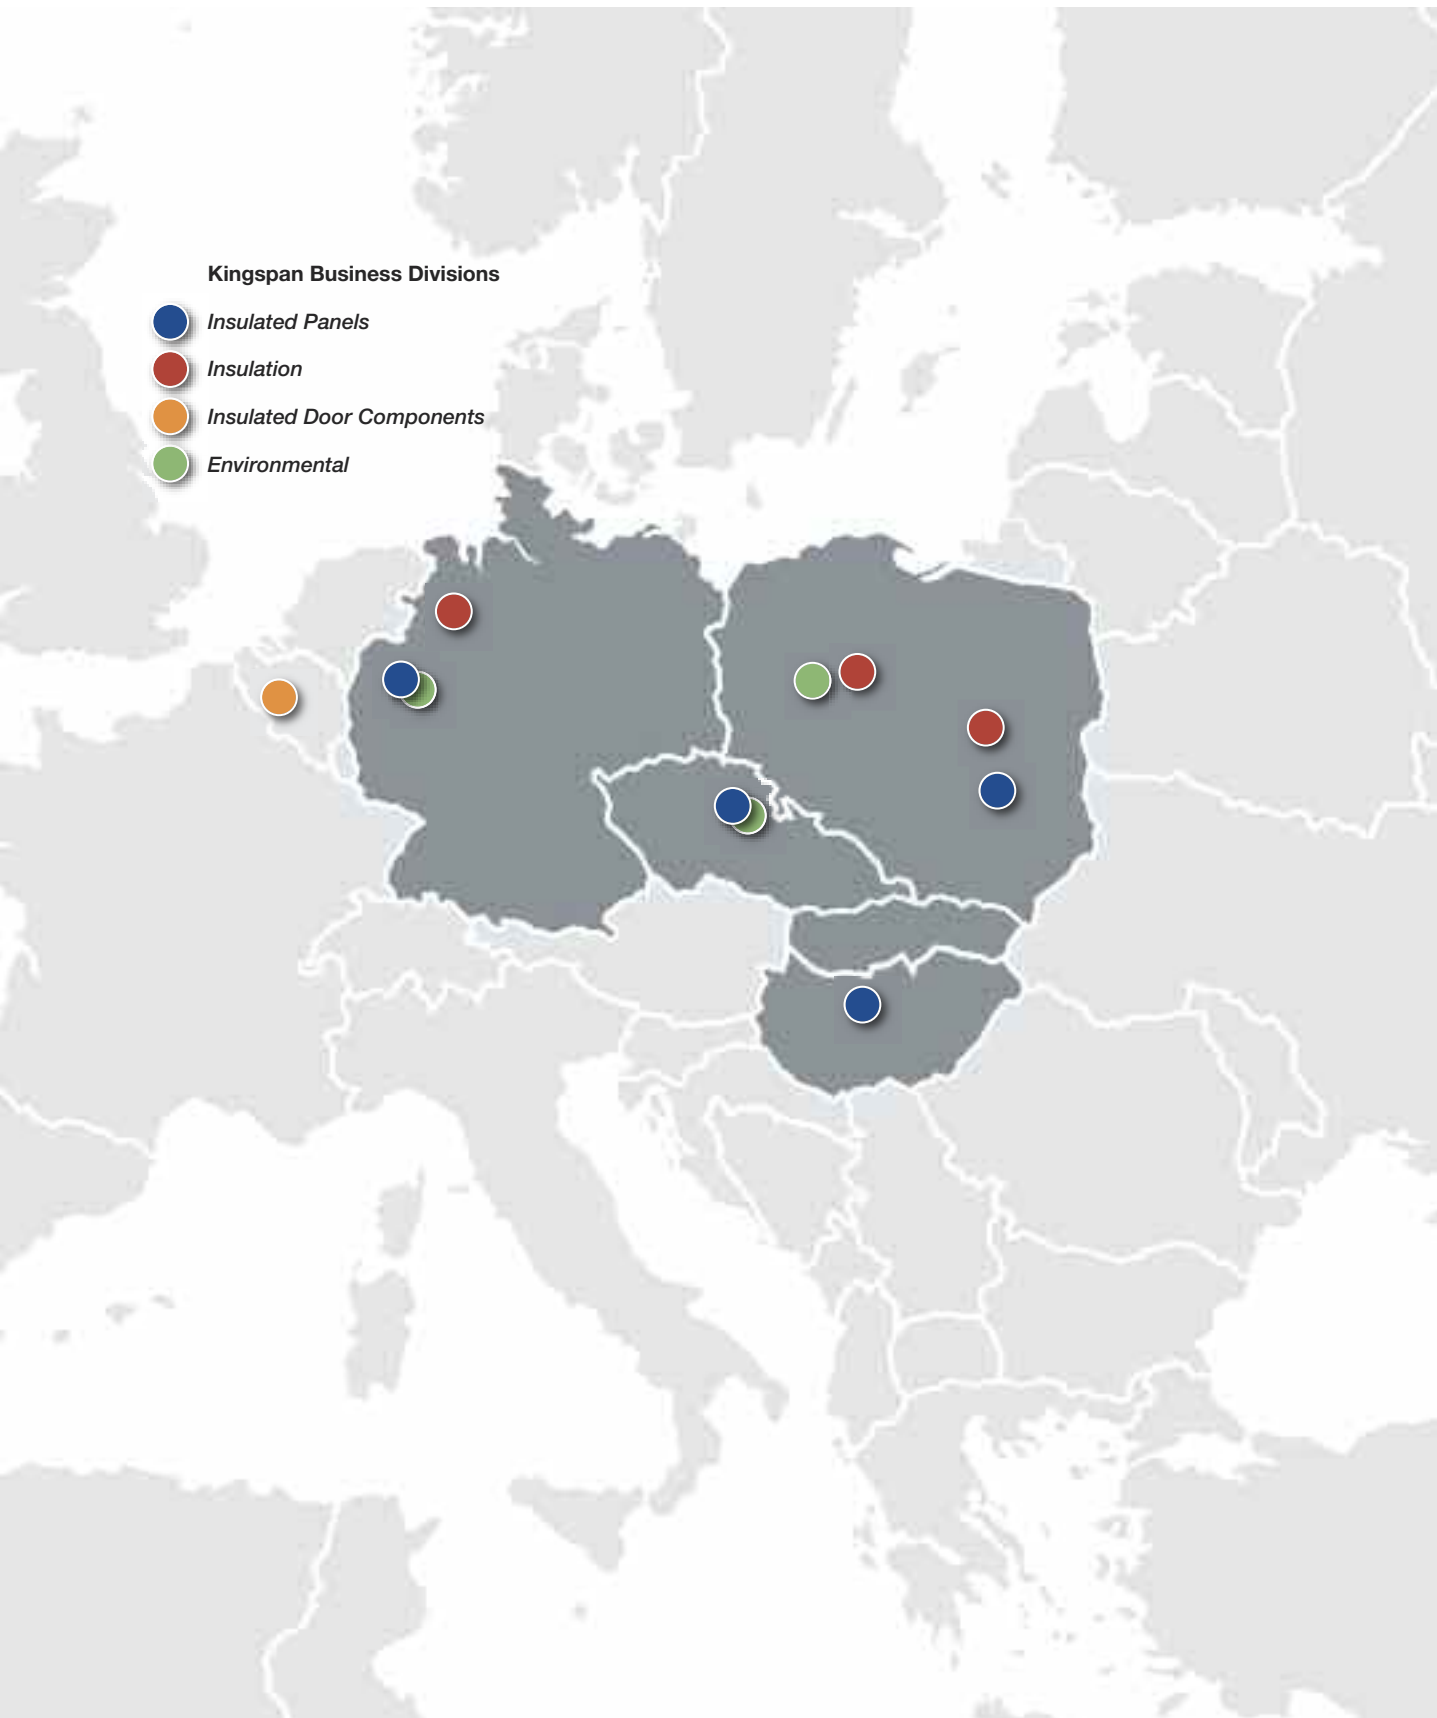 Kingspan Business Divisions
Insulated Panels
Insulation
Insulated Door Components
Environmental